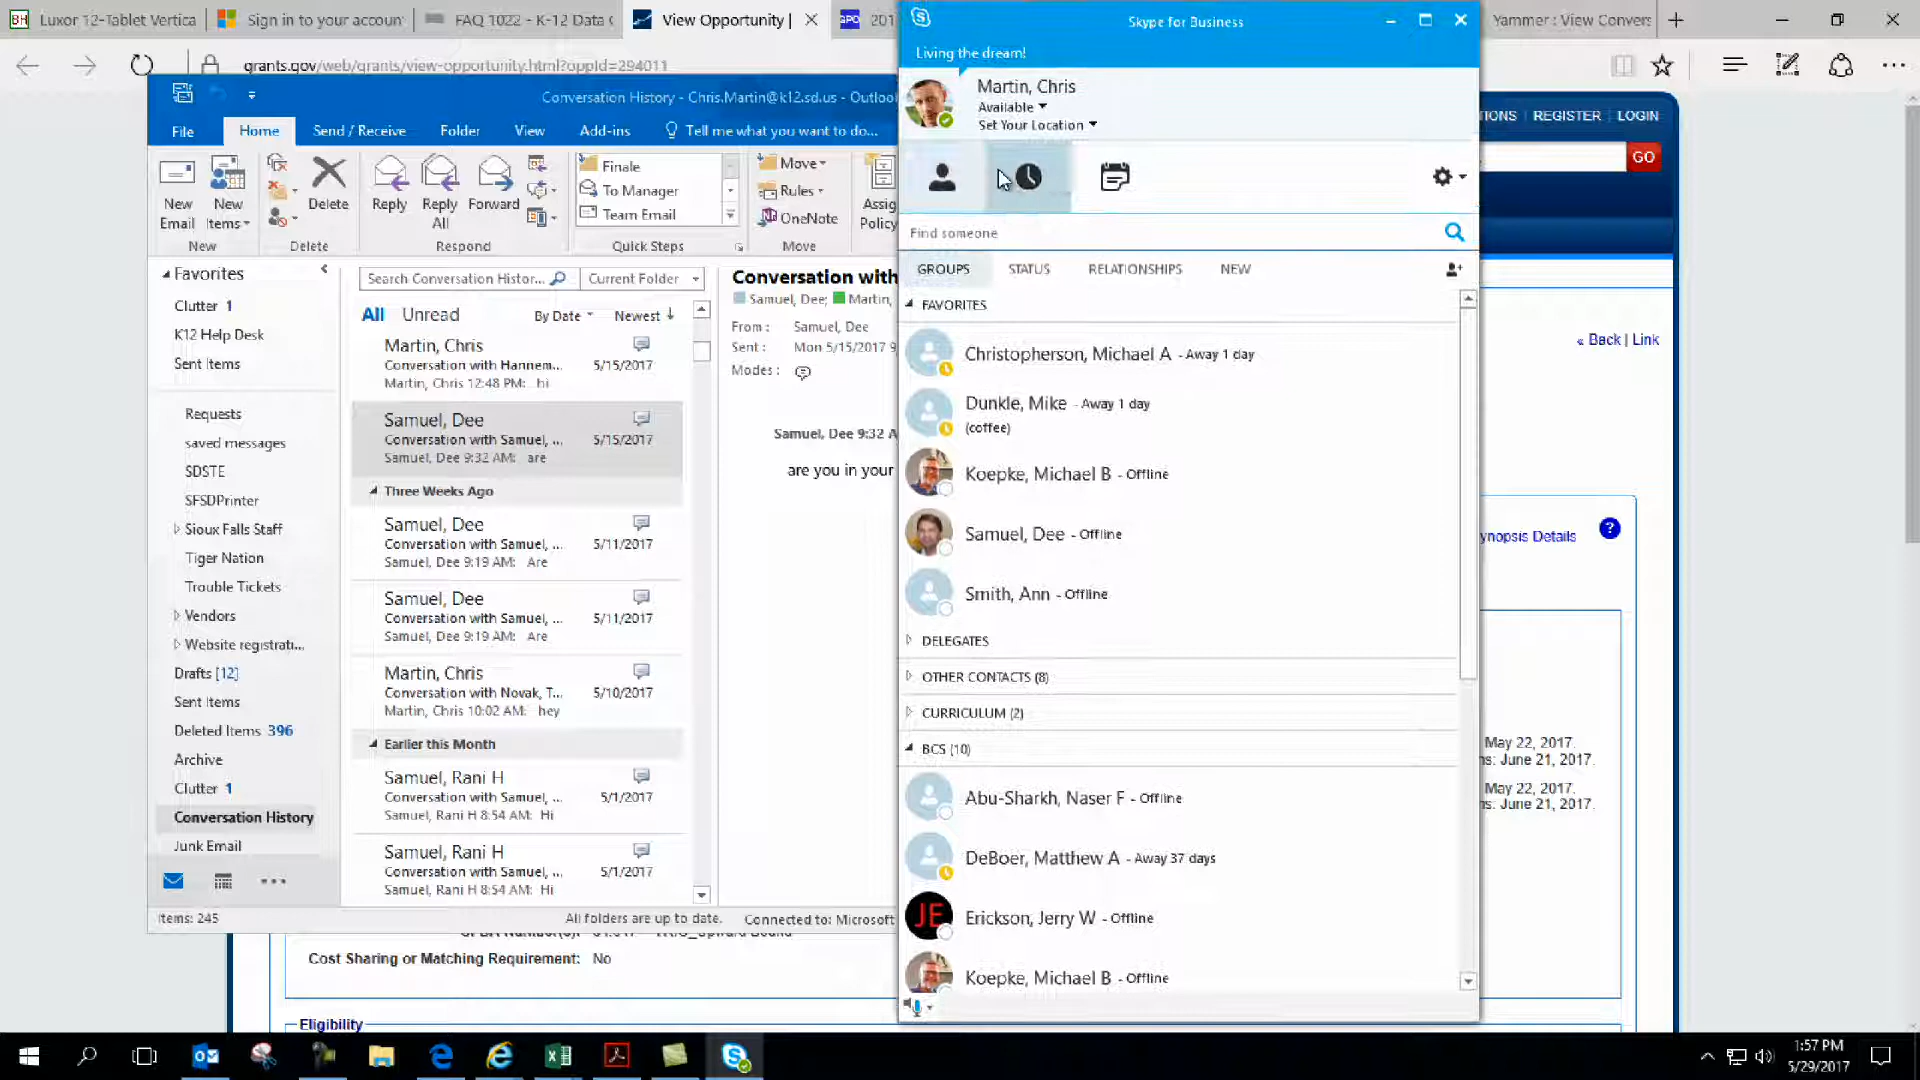 BH Luxor 12-Tablet Vertica
Sign in to your accoun
FAQ 1022 - K-12 Data C
View Opportunity |
GPO 201
Yammer : View Convers
grants.gov/web/grants/view-opportunity.html?oppId=294011
Conversation History - Chris.Martin@k12.sd.us - Outlook
File Home Send / Receive Folder View Add-ins Tell me what you want to do...
New Email
New Items
New
Delete
Delete
Reply
Reply All
Forward
Respond
Finale
To Manager
Team Email
Quick Steps
Move
Rules
OneNote
Move
Assig
Policy
Favorites
Clutter 1
K12 Help Desk
Sent Items
Requests
saved messages
SDSTE
SFSDPrinter
Sioux Falls Staff
Tiger Nation
Trouble Tickets
Vendors
Website registrati...
Drafts [12]
Sent Items
Deleted Items 396
Archive
Clutter 1
Conversation History
Junk Email
Items: 245
Search Conversation Histor... Current Folder
All Unread By Date Newest
Martin, Chris
Conversation with Hannem... 5/15/2017
Martin, Chris 12:48 PM: hi
Samuel, Dee
Conversation with Samuel, ... 5/15/2017
Samuel, Dee 9:32 AM: are
Three Weeks Ago
Samuel, Dee
Conversation with Samuel, ... 5/11/2017
Samuel, Dee 9:19 AM: Are
Samuel, Dee
Conversation with Samuel, ... 5/11/2017
Samuel, Dee 9:19 AM: Are
Martin, Chris
Conversation with Novak, T... 5/10/2017
Martin, Chris 10:02 AM: hey
Earlier this Month
Samuel, Rani H
Conversation with Samuel, ... 5/1/2017
Samuel, Rani H 8:54 AM: Hi
Samuel, Rani H
Conversation with Samuel, ... 5/1/2017
Samuel, Rani H 8:54 AM: Hi
All folders are up to date. Connected to: Microsoft
Conversation with
Samuel, Dee; Martin,
From : Samuel, Dee
Sent : Mon 5/15/2017 9
Modes :
Samuel, Dee 9:32 A
are you in your
Skype for Business
Living the dream!
Martin, Chris
Available
Set Your Location
Find someone
GROUPS STATUS RELATIONSHIPS NEW
FAVORITES
Christopherson, Michael A - Away 1 day
Dunkle, Mike - Away 1 day
(coffee)
Koepke, Michael B - Offline
Samuel, Dee - Offline
Smith, Ann - Offline
DELEGATES
OTHER CONTACTS (8)
CURRICULUM (2)
BCS (10)
Abu-Sharkh, Naser F - Offline
DeBoer, Matthew A - Away 37 days
JE Erickson, Jerry W - Offline
Koepke, Michael B - Offline
IONS REGISTER LOGIN
GO
« Back | Link
ynopsis Details ?
May 22, 2017.
ns: June 21, 2017.
May 22, 2017.
ns: June 21, 2017.
Cost Sharing or Matching Requirement: No
Eligibility
1:57 PM
5/29/2017